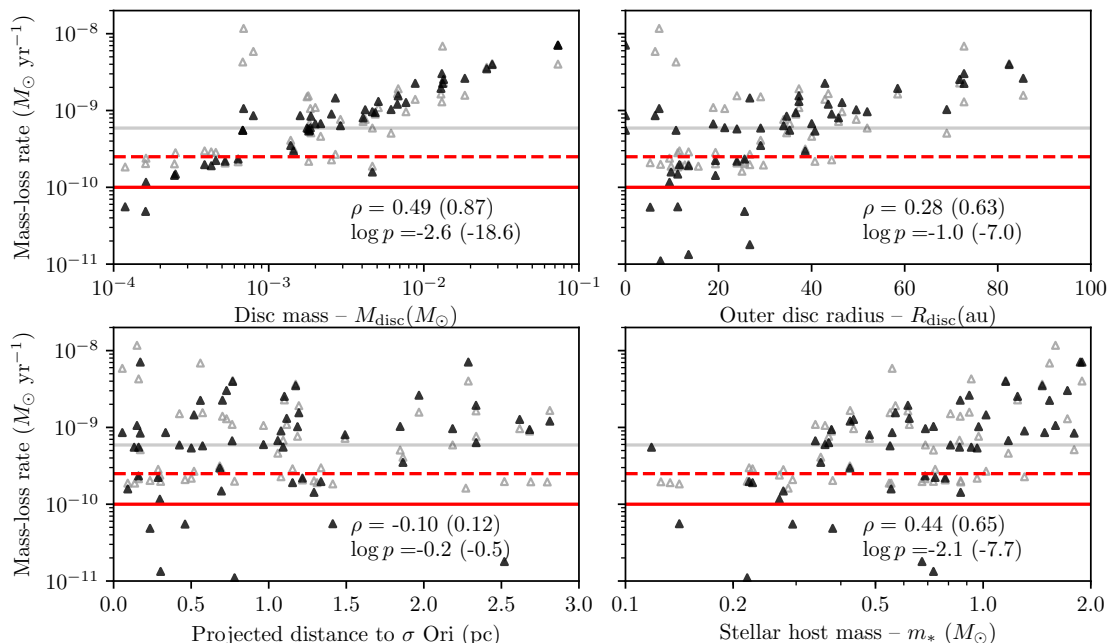 Mass-loss rate (M⊙ yr⁻¹)
10⁻⁸
10⁻⁹
10⁻¹⁰
10⁻¹¹
ρ = 0.49 (0.87)
log p =-2.6 (-18.6)
10⁻⁴ 10⁻³ 10⁻² 10⁻¹
Disc mass – M_disc(M⊙)
ρ = 0.28 (0.63)
log p =-1.0 (-7.0)
0 20 40 60 80 100
Outer disc radius – R_disc(au)
Mass-loss rate (M⊙ yr⁻¹)
10⁻⁸
10⁻⁹
10⁻¹⁰
10⁻¹¹
ρ = -0.10 (0.12)
log p =-0.2 (-0.5)
0.0 0.5 1.0 1.5 2.0 2.5 3.0
Projected distance to σ Ori (pc)
ρ = 0.44 (0.65)
log p =-2.1 (-7.7)
0.1 0.5 1.0 2.0
Stellar host mass – m_* (M⊙)